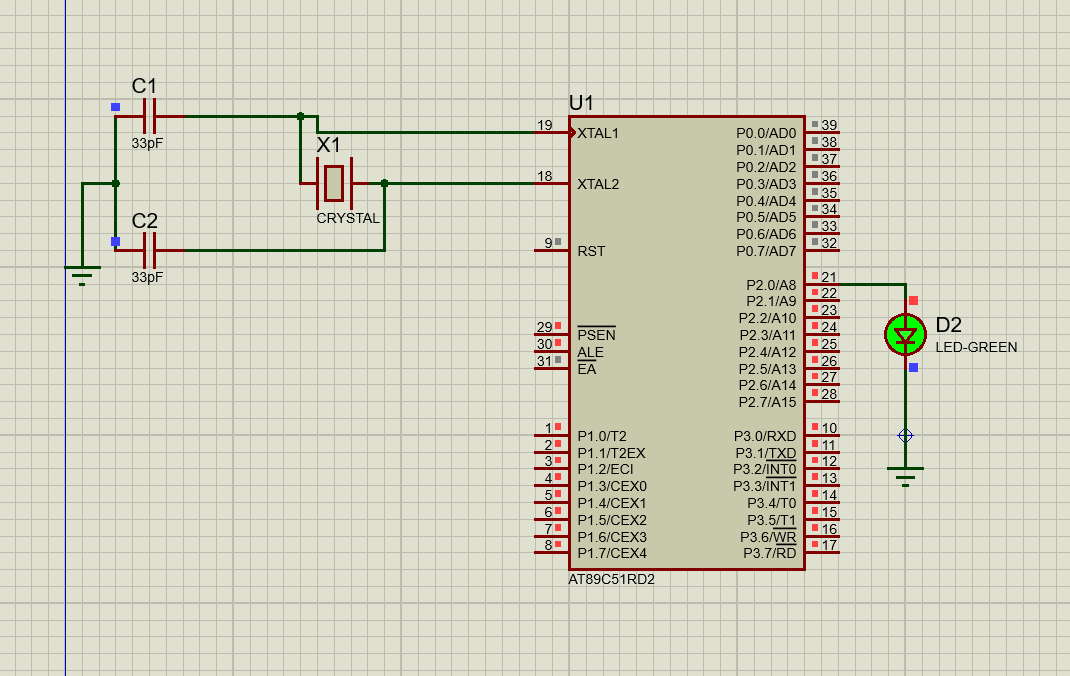 C1
33pF
X1
CRYSTAL
C2
33pF
U1
19 XTAL1
18 XTAL2
9 RST
29 PSEN
30 ALE
31 EA
1 P1.0/T2
2 P1.1/T2EX
3 P1.2/ECI
4 P1.3/CEX0
5 P1.4/CEX1
6 P1.5/CEX2
7 P1.6/CEX3
8 P1.7/CEX4
P0.0/AD0 39
P0.1/AD1 38
P0.2/AD2 37
P0.3/AD3 36
P0.4/AD4 35
P0.5/AD5 34
P0.6/AD6 33
P0.7/AD7 32
P2.0/A8 21
P2.1/A9 22
P2.2/A10 23
P2.3/A11 24
P2.4/A12 25
P2.5/A13 26
P2.6/A14 27
P2.7/A15 28
P3.0/RXD 10
P3.1/TXD 11
P3.2/INT0 12
P3.3/INT1 13
P3.4/T0 14
P3.5/T1 15
P3.6/WR 16
P3.7/RD 17
AT89C51RD2
D2
LED-GREEN